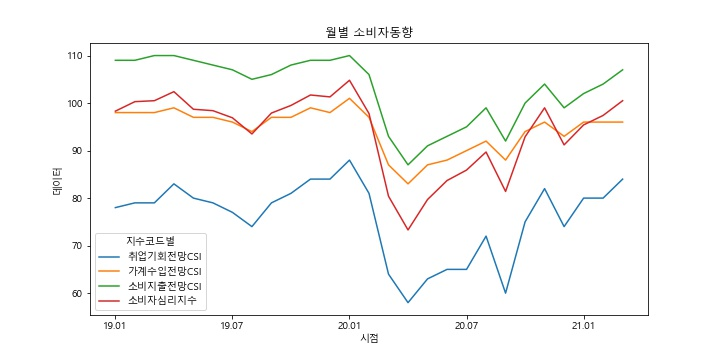 월별 소비자동향
데이터
110
100
90
80
70
60
지수코드별
취업기회전망CSI
가계수입전망CSI
소비지출전망CSI
소비자심리지수
19.01
19.07
20.01
20.07
21.01
시점